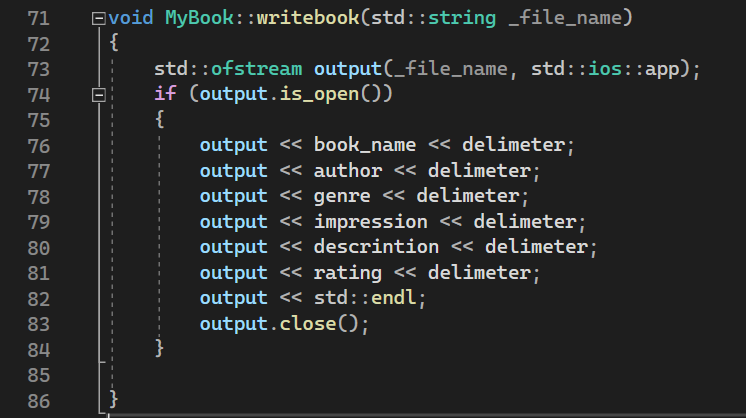 71 void MyBook::writebook(std::string _file_name)
72 {
73     std::ofstream output(_file_name, std::ios::app);
74     if (output.is_open())
75     {
76         output << book_name << delimeter;
77         output << author << delimeter;
78         output << genre << delimeter;
79         output << impression << delimeter;
80         output << descrintion << delimeter;
81         output << rating << delimeter;
82         output << std::endl;
83         output.close();
84     }
85
86 }